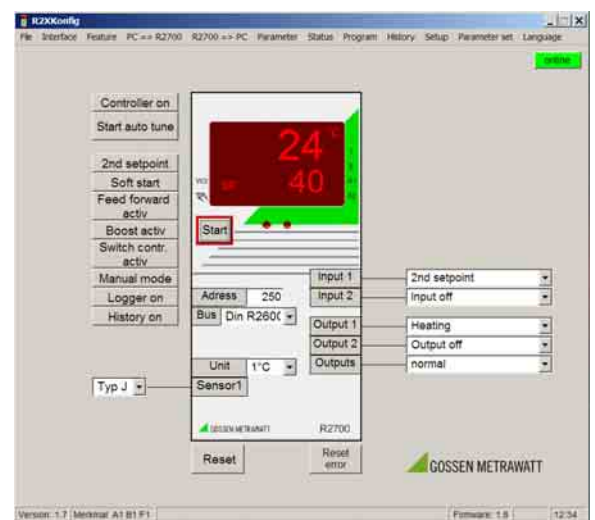 R2XKonfig
File Interface Feature PC => R2700 R2700 => PC Parameter Status Program History Setup Parameter set Language
online
Controller on
Start auto tune
2nd setpoint
Soft start
Feed forward
activ
Boost activ
Switch contr.
activ
Manual mode
Logger on
History on
24 °C
40
Start
Input 1 2nd setpoint
Adress 250 Input 2 Input off
Bus Din R2600
Output 1 Heating
Output 2 Output off
Unit 1°C Outputs normal
Typ J Sensor1
GOSSEN METRAWATT R2700
Reset
Reset
error
GOSSEN METRAWATT
Version: 1.7 Merkmal: A1 B1 F1 Firmware: 1.8 12:34